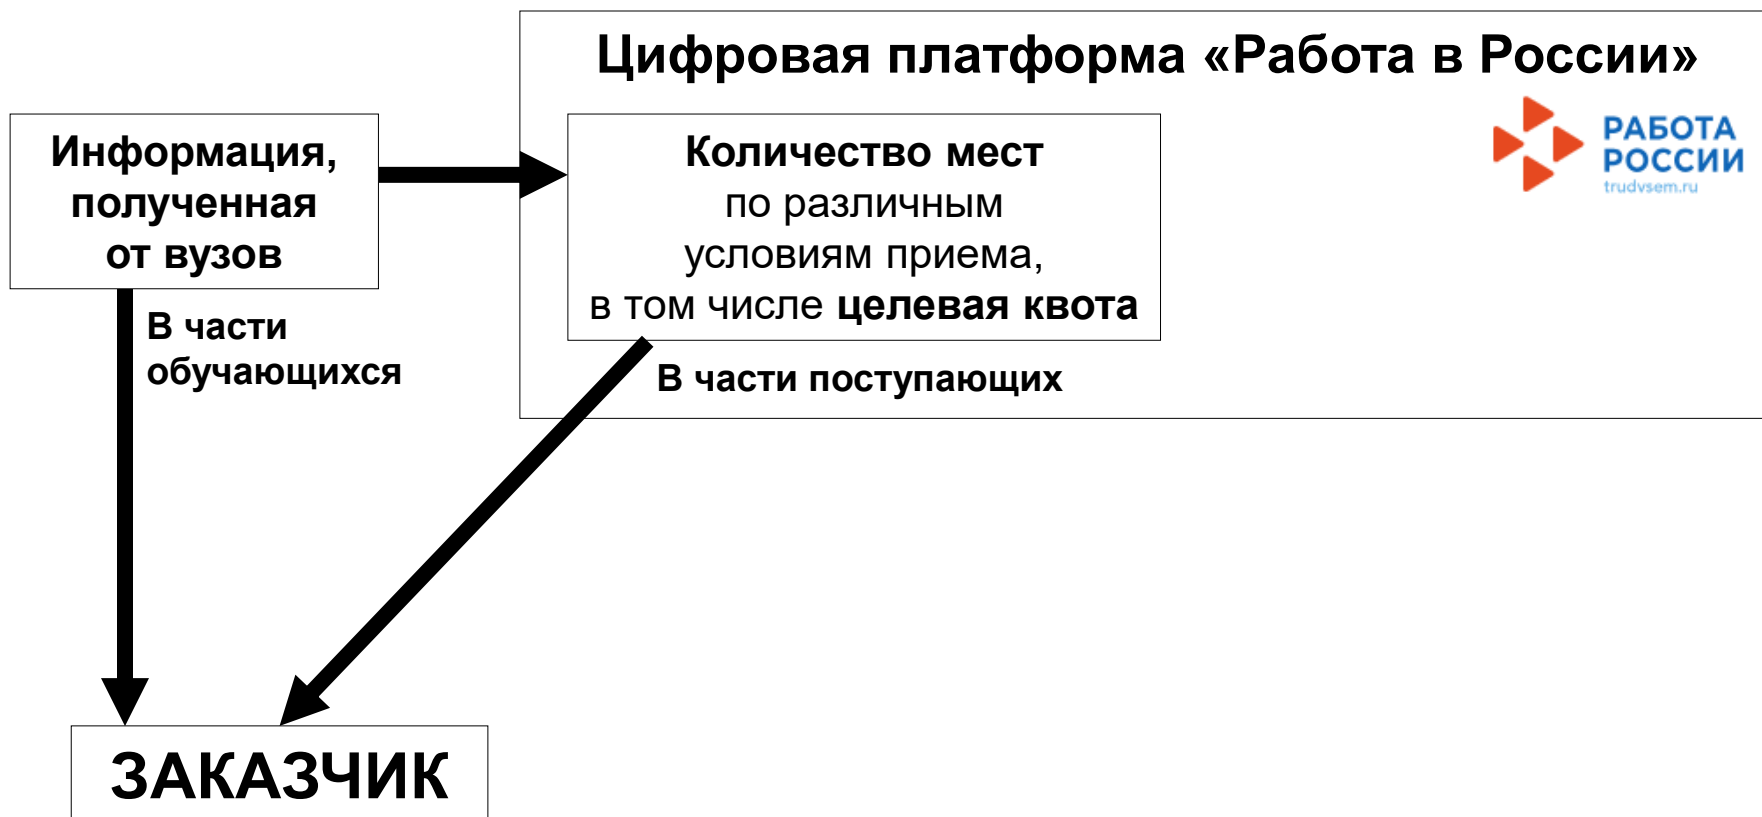 Цифровая платформа «Работа в России»
РАБОТА
РОССИИ
trudvsem.ru
Информация,
полученная
от вузов
Количество мест
по различным
условиям приема,
в том числе целевая квота
В части
обучающихся
В части поступающих
ЗАКАЗЧИК